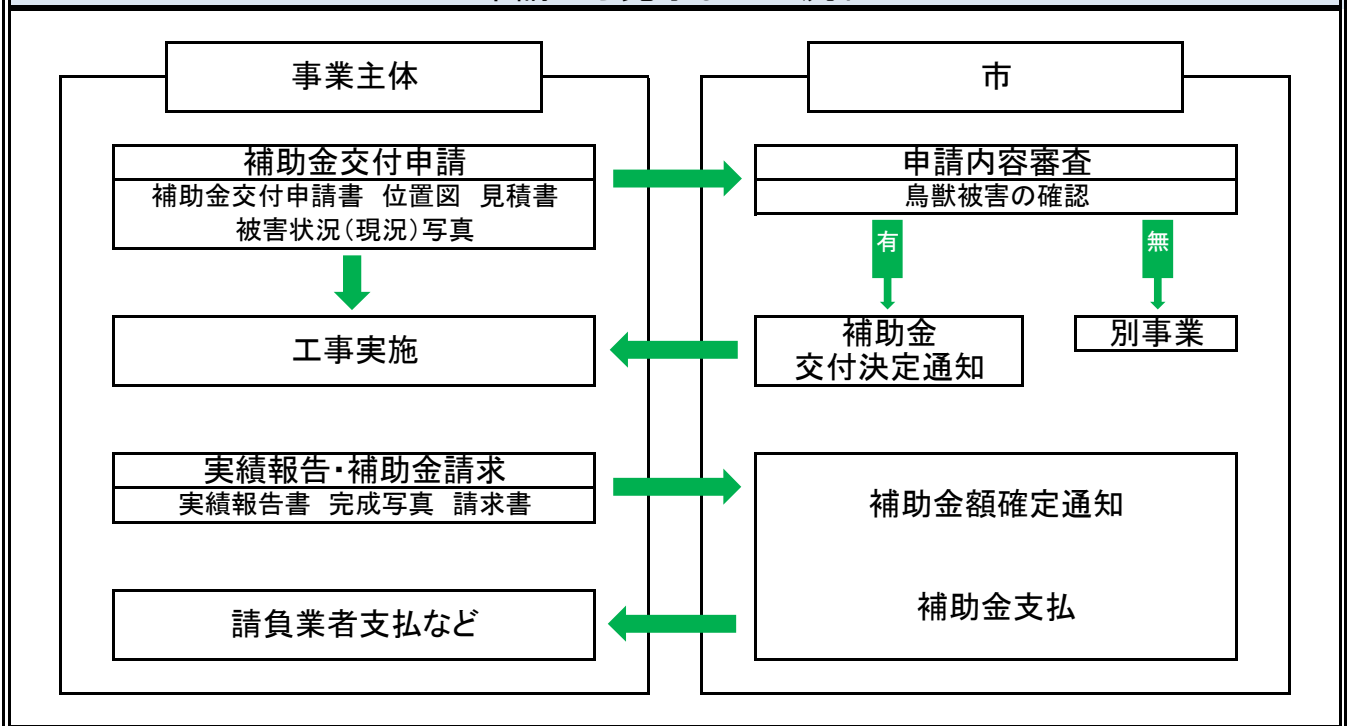 事業主体
市
補助金交付申請
補助金交付申請書 位置図 見積書
被害状況(現況)写真
申請内容審査
鳥獣被害の確認
有
無
工事実施
補助金
交付決定通知
別事業
実績報告・補助金請求
実績報告書 完成写真 請求書
補助金額確定通知
請負業者支払など
補助金支払